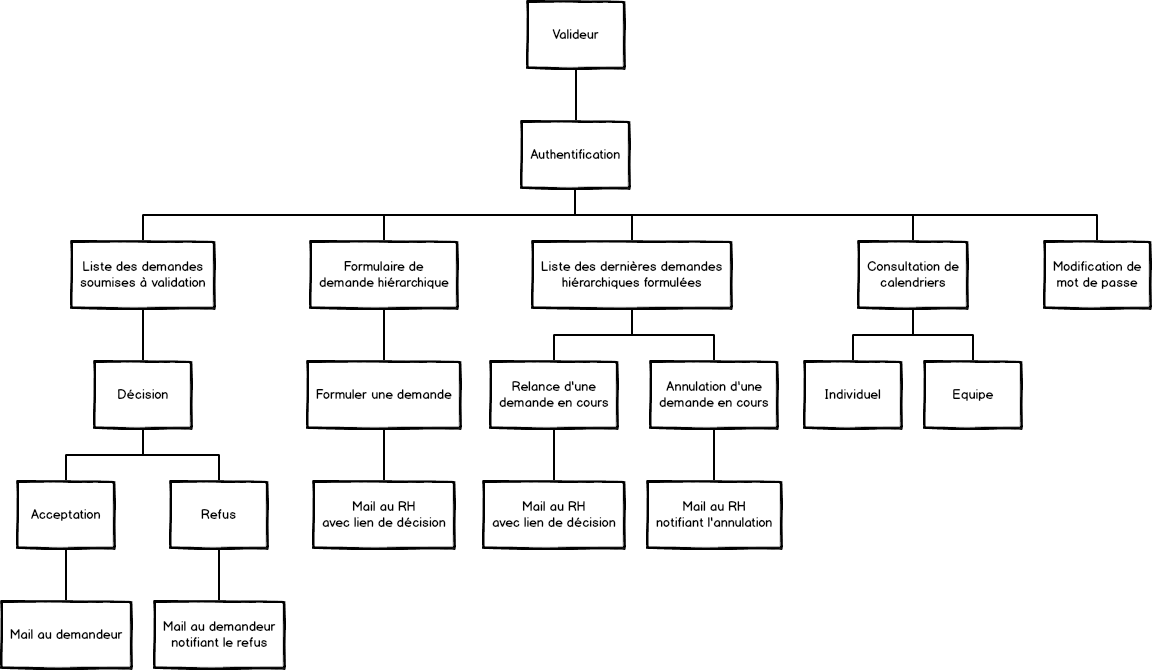 Valideur
Authentification
Liste des demandes
soumises à validation
Formulaire de
demande hiérarchique
Liste des dernières demandes
hiérarchiques formulées
Consultation de
calendriers
Modification de
mot de passe
Décision
Formuler une demande
Relance d'une
demande en cours
Annulation d'une
demande en cours
Individuel
Equipe
Acceptation
Refus
Mail au RH
avec lien de décision
Mail au RH
avec lien de décision
Mail au RH
notifiant l'annulation
Mail au demandeur
Mail au demandeur
notifiant le refus